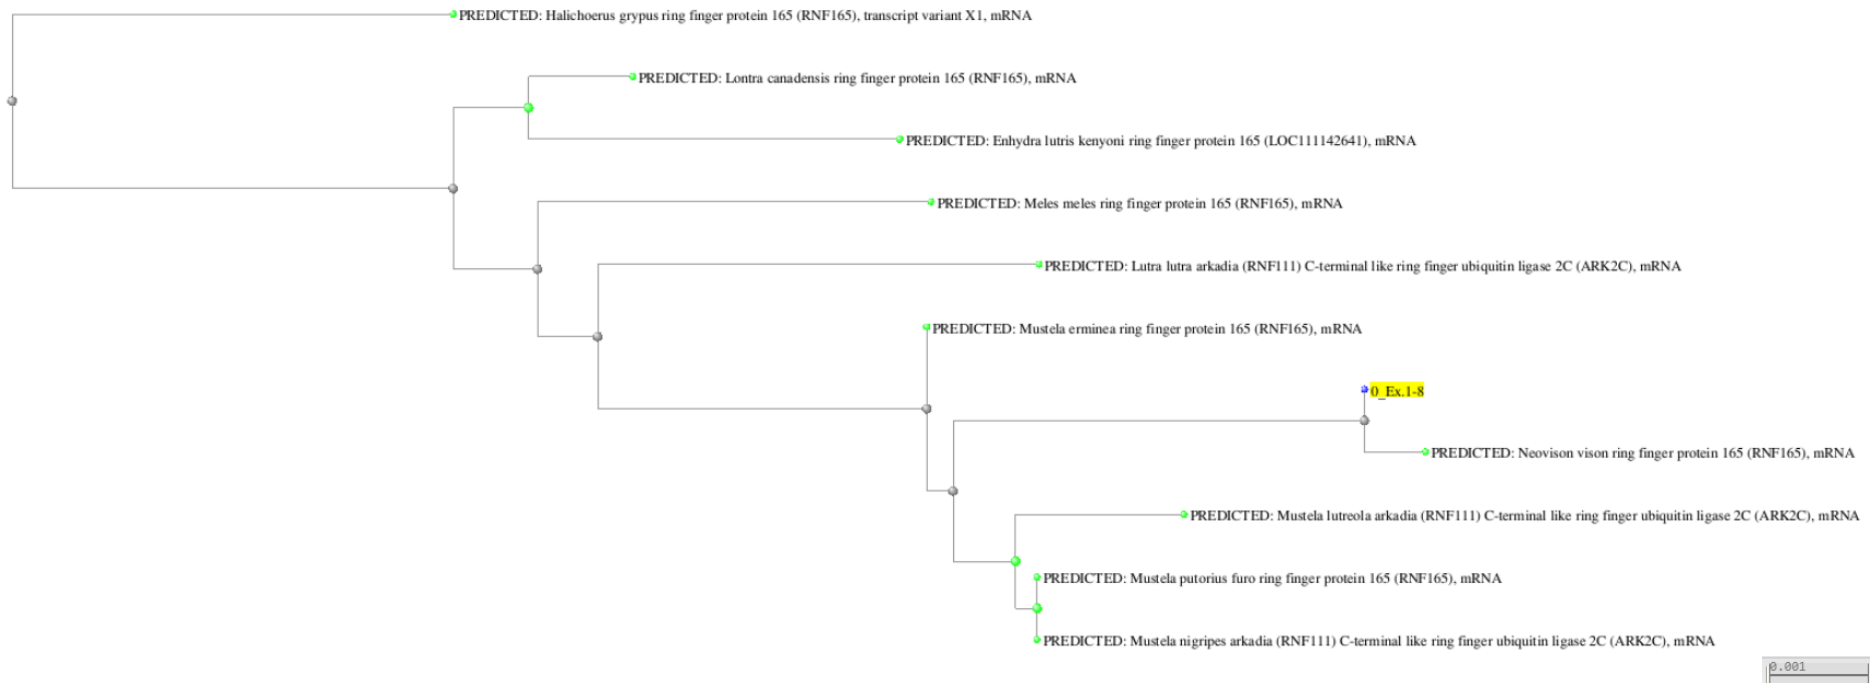 PREDICTED: Halichoerus grypus ring finger protein 165 (RNF165), transcript variant X1, mRNA
PREDICTED: Lontra canadensis ring finger protein 165 (RNF165), mRNA
PREDICTED: Enhydra lutris kenyoni ring finger protein 165 (LOC111142641), mRNA
PREDICTED: Meles meles ring finger protein 165 (RNF165), mRNA
PREDICTED: Lutra lutra arkadia (RNF111) C-terminal like ring finger ubiquitin ligase 2C (ARK2C), mRNA
PREDICTED: Mustela erminea ring finger protein 165 (RNF165), mRNA
0_Ex.1-8
PREDICTED: Neovison vison ring finger protein 165 (RNF165), mRNA
PREDICTED: Mustela lutreola arkadia (RNF111) C-terminal like ring finger ubiquitin ligase 2C (ARK2C), mRNA
PREDICTED: Mustela putorius furo ring finger protein 165 (RNF165), mRNA
PREDICTED: Mustela nigripes arkadia (RNF111) C-terminal like ring finger ubiquitin ligase 2C (ARK2C), mRNA
0.001